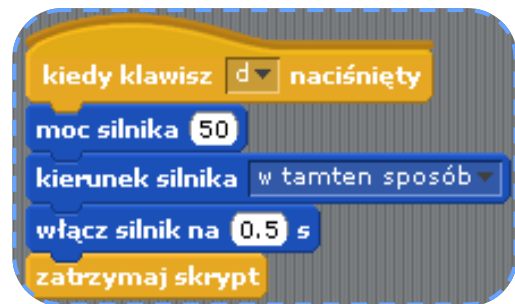 kiedy klawisz d naciśnięty
moc silnika 50
kierunek silnika w tamten sposób
włącz silnik na 0.5 s
zatrzymaj skrypt